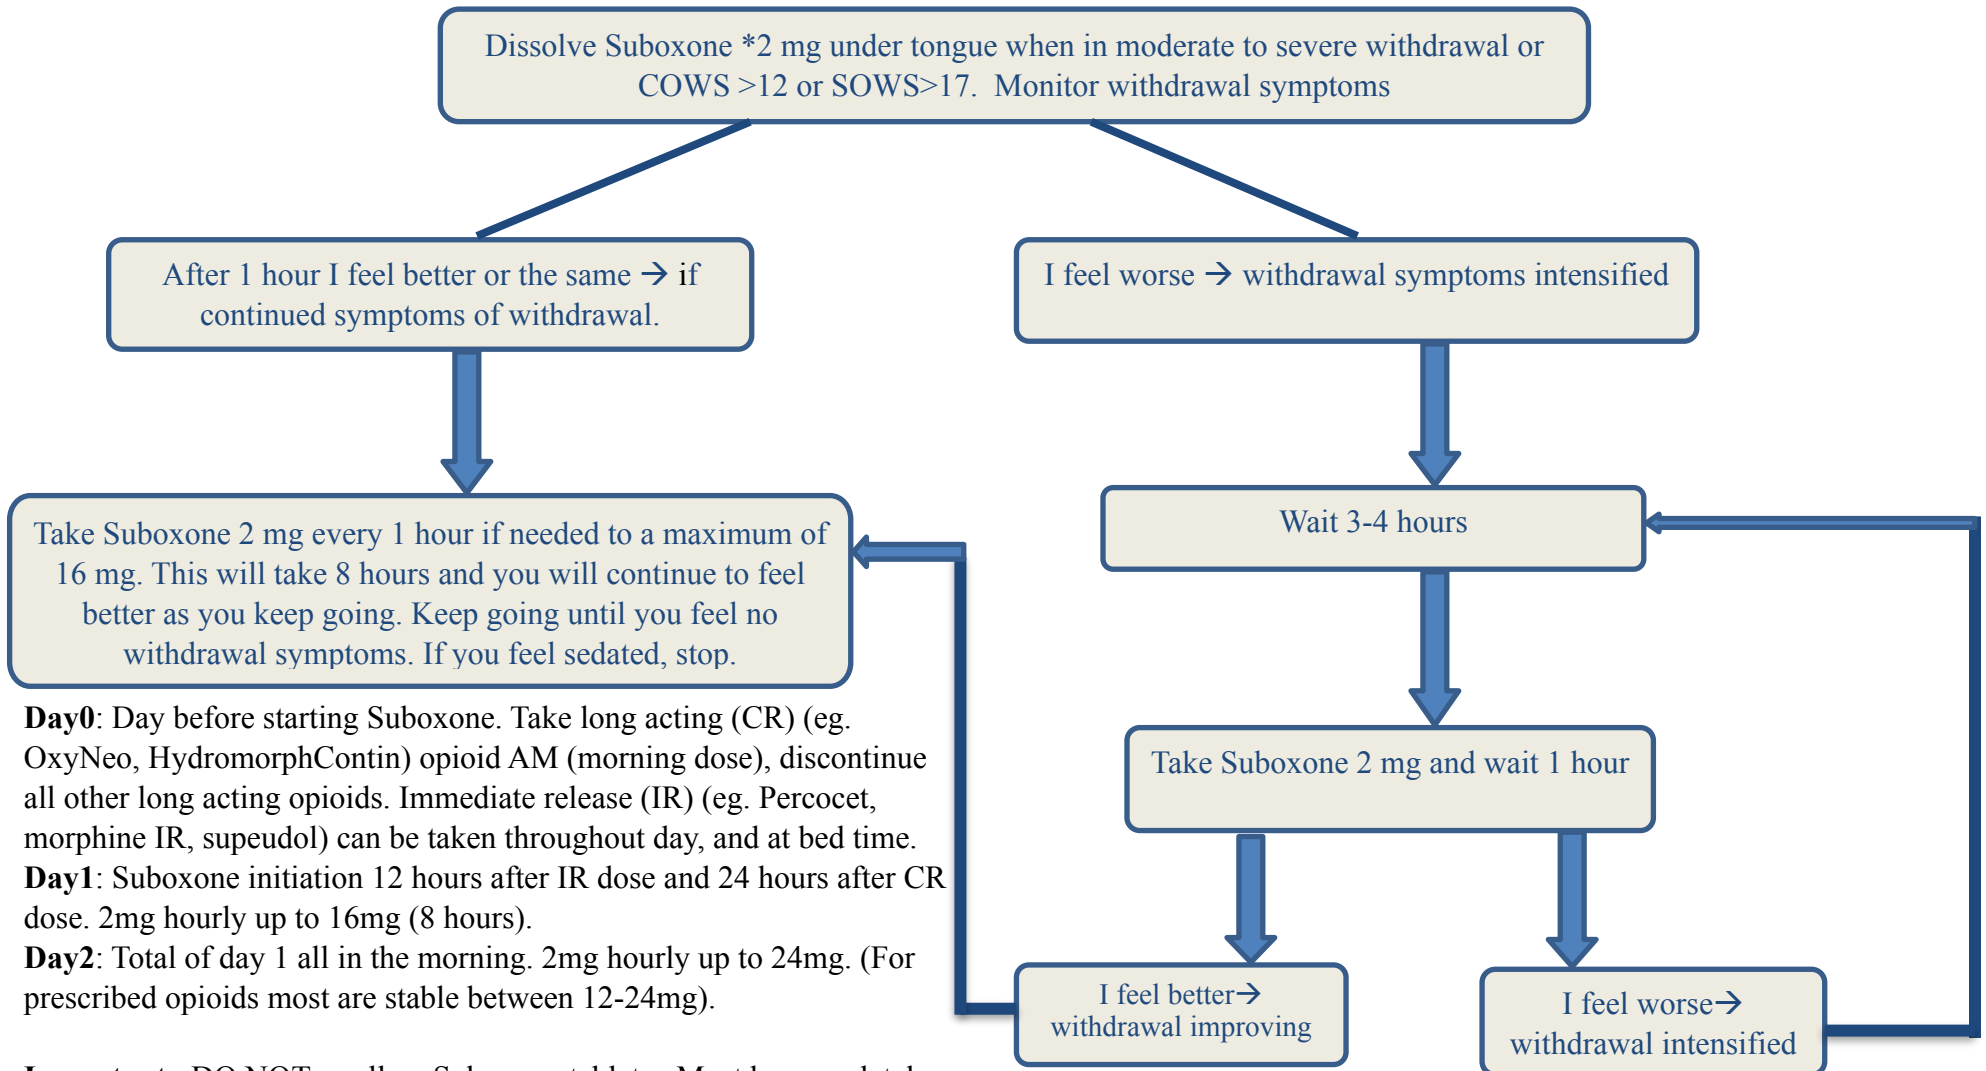 Dissolve Suboxone *2 mg under tongue when in moderate to severe withdrawal or
COWS >12 or SOWS>17.  Monitor withdrawal symptoms
After 1 hour I feel better or the same → if
continued symptoms of withdrawal.
I feel worse → withdrawal symptoms intensified
Take Suboxone 2 mg every 1 hour if needed to a maximum of
16 mg. This will take 8 hours and you will continue to feel
better as you keep going. Keep going until you feel no
withdrawal symptoms. If you feel sedated, stop.
Wait 3-4 hours
Take Suboxone 2 mg and wait 1 hour
I feel better→
withdrawal improving
I feel worse→
withdrawal intensified
Day0: Day before starting Suboxone. Take long acting (CR) (eg.
OxyNeo, HydromorphContin) opioid AM (morning dose), discontinue
all other long acting opioids. Immediate release (IR) (eg. Percocet,
morphine IR, supeudol) can be taken throughout day, and at bed time.
Day1: Suboxone initiation 12 hours after IR dose and 24 hours after CR
dose. 2mg hourly up to 16mg (8 hours).
Day2: Total of day 1 all in the morning. 2mg hourly up to 24mg. (For
prescribed opioids most are stable between 12-24mg).